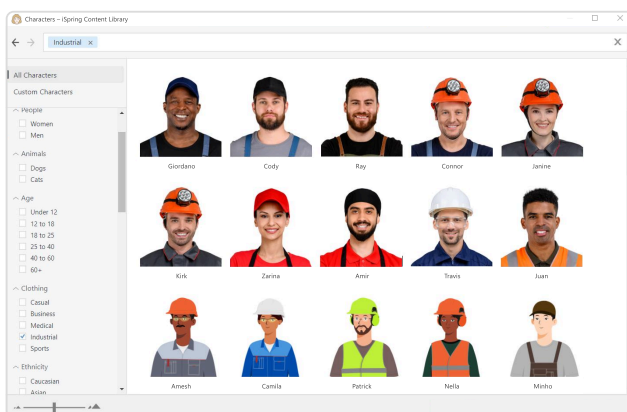 Characters – iSpring Content Library
Industrial ×
All Characters
Custom Characters
People
Women
Men
Animals
Dogs
Cats
Age
Under 12
12 to 18
18 to 25
25 to 40
40 to 60
60+
Clothing
Casual
Business
Medical
Industrial
Sports
Ethnicity
Caucasian
Asian
Giordano Cody Ray Connor Janine
Kirk Zarina Amir Travis Juan
Amesh Camila Patrick Nella Minho